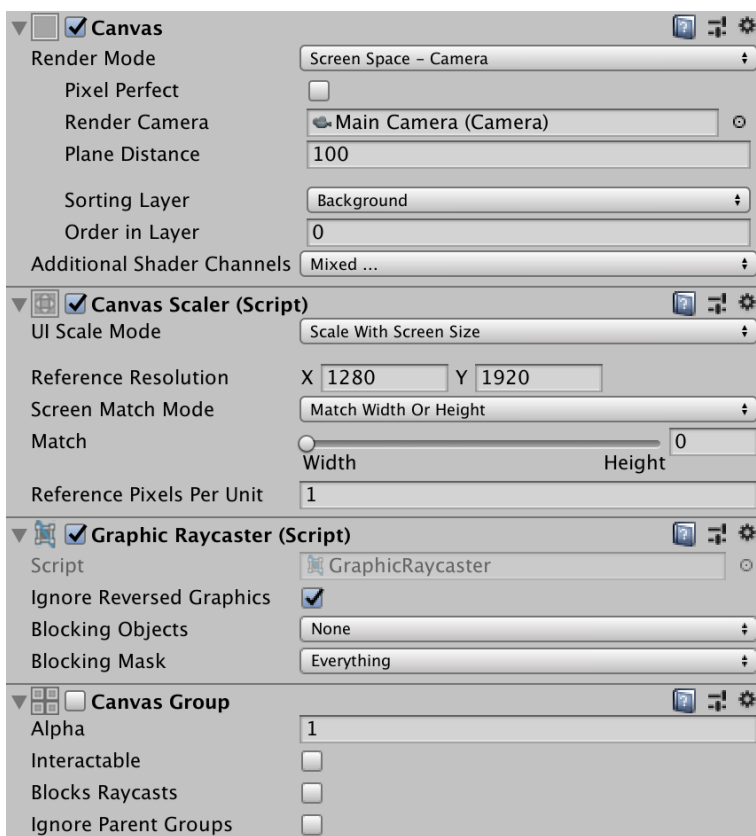 Canvas
Render Mode Screen Space - Camera
Pixel Perfect
Render Camera Main Camera (Camera)
Plane Distance 100
Sorting Layer Background
Order in Layer 0
Additional Shader Channels Mixed ...
Canvas Scaler (Script)
UI Scale Mode Scale With Screen Size
Reference Resolution X 1280 Y 1920
Screen Match Mode Match Width Or Height
Match 0
Width Height
Reference Pixels Per Unit 1
Graphic Raycaster (Script)
Script GraphicRaycaster
Ignore Reversed Graphics
Blocking Objects None
Blocking Mask Everything
Canvas Group
Alpha 1
Interactable
Blocks Raycasts
Ignore Parent Groups